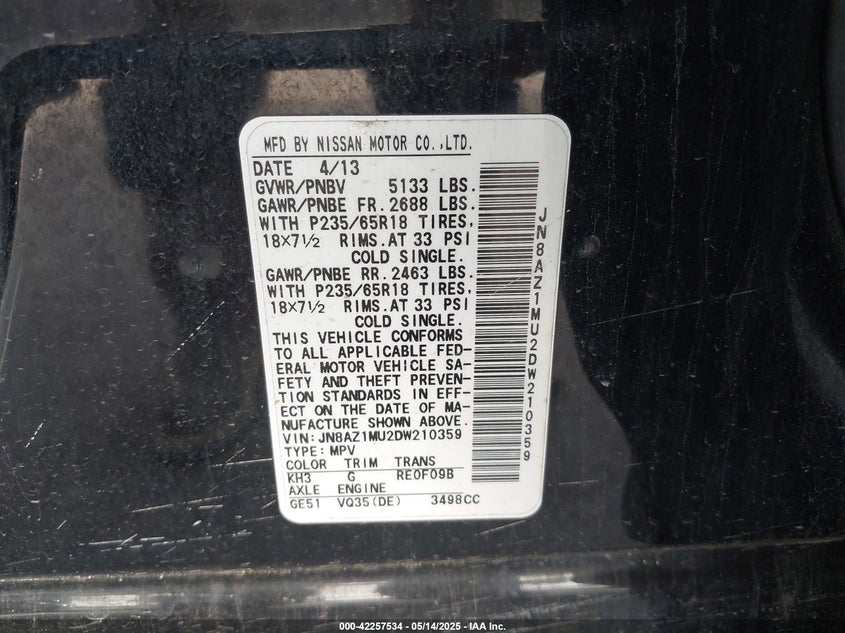 MFD BY NISSAN MOTOR CO.,LTD.
DATE 4/13
GVWR/PNBV 5133 LBS.
GAWR/PNBE FR. 2688 LBS.
WITH P235/65R18 TIRES,
18×7½ RIMS.AT 33 PSI
COLD SINGLE.
GAWR/PNBE RR. 2463 LBS.
WITH P235/65R18 TIRES,
18×7½ RIMS.AT 33 PSI
COLD SINGLE.
THIS VEHICLE CONFORMS
TO ALL APPLICABLE FED-
ERAL MOTOR VEHICLE SA-
FETY AND THEFT PREVEN-
TION STANDARDS IN EFF-
ECT ON THE DATE OF MA-
NUFACTURE SHOWN ABOVE.
VIN:JN8AZ1MU2DW210359
TYPE:MPV
COLOR TRIM TRANS
KH3 G RE0F09B
AXLE ENGINE
GE51 VQ35(DE) 3498CC
JN8AZ1MU2DW210359
000-42257534 - 05/14/2025 - IAA Inc.